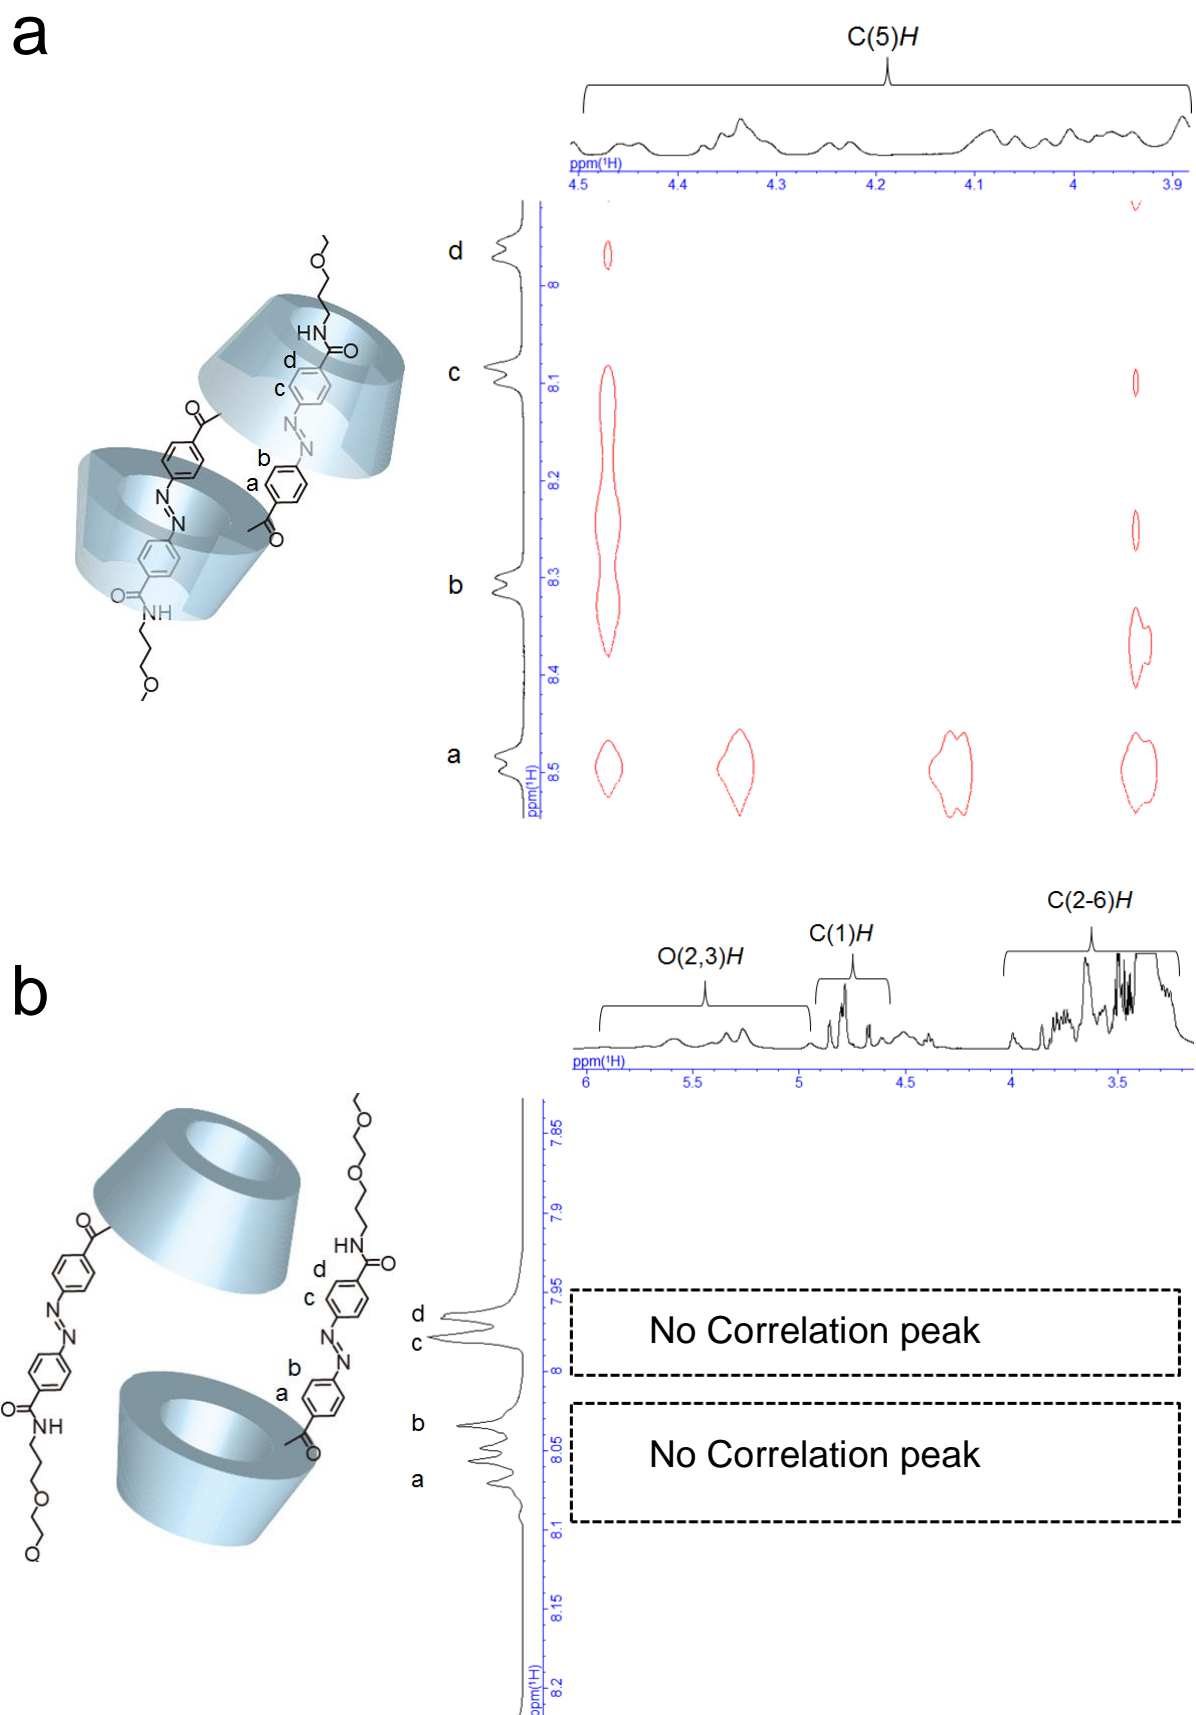 a
C(5)H
ppm(¹H)
4.5 4.4 4.3 4.2 4.1 4 3.9
d
c
b
a
8
8.1
8.2
8.3
8.4
8.5
ppm(¹H)
O
HN
O
d
c
N
N
b
a
O
O
N
N
O
NH
O
b
O(2,3)H
C(1)H
C(2-6)H
ppm(¹H)
6 5.5 5 4.5 4 3.5
d
c
b
a
7.85
7.9
7.95
8
8.05
8.1
8.15
8.2
ppm(¹H)
No Correlation peak
No Correlation peak
O
O
HN
O
d
c
N
N
b
a
O
O
N
N
O
NH
O
O